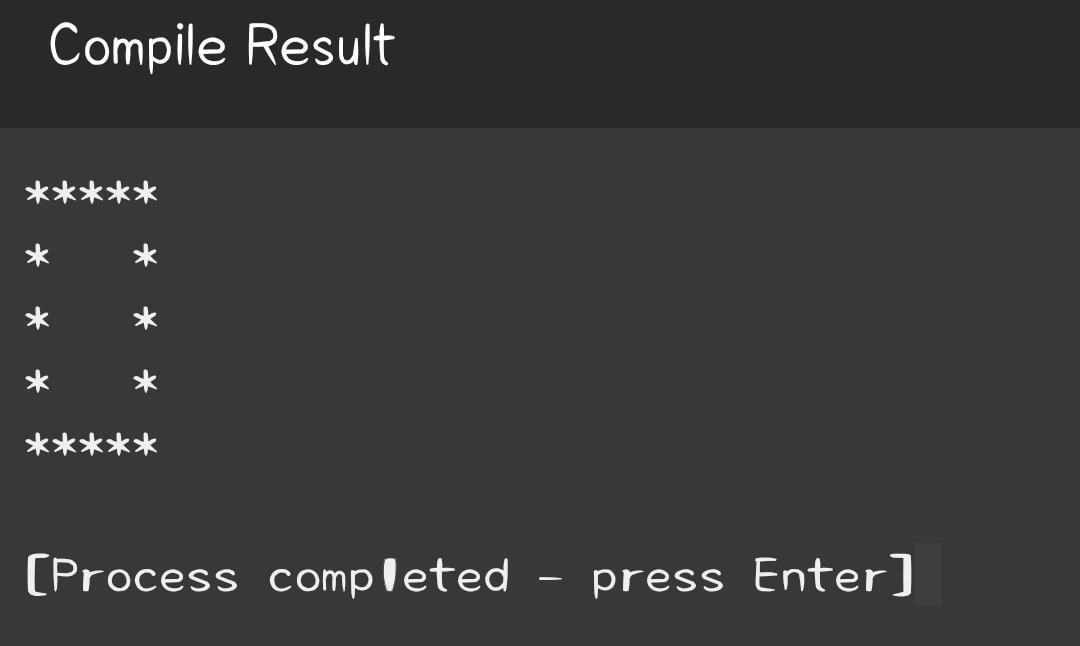 Compile Result
*****
*   *
*   *
*   *
*****
[Process completed - press Enter]